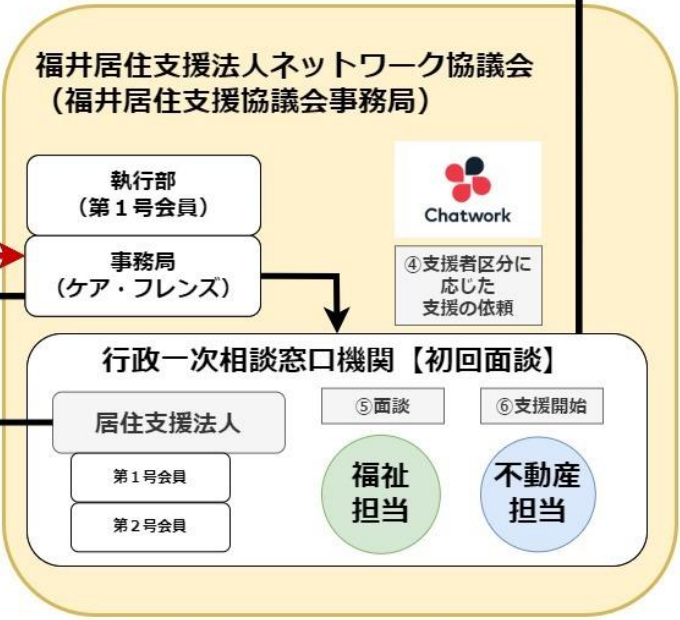 福井居住支援法人ネットワーク協議会
(福井居住支援協議会事務局)
執行部
(第1号会員)
事務局
(ケア・フレンズ)
Chatwork
④支援者区分に
応じた
支援の依頼
行政一次相談窓口機関【初回面談】
居住支援法人
第1号会員
第2号会員
⑤面談
福祉
担当
⑥支援開始
不動産
担当